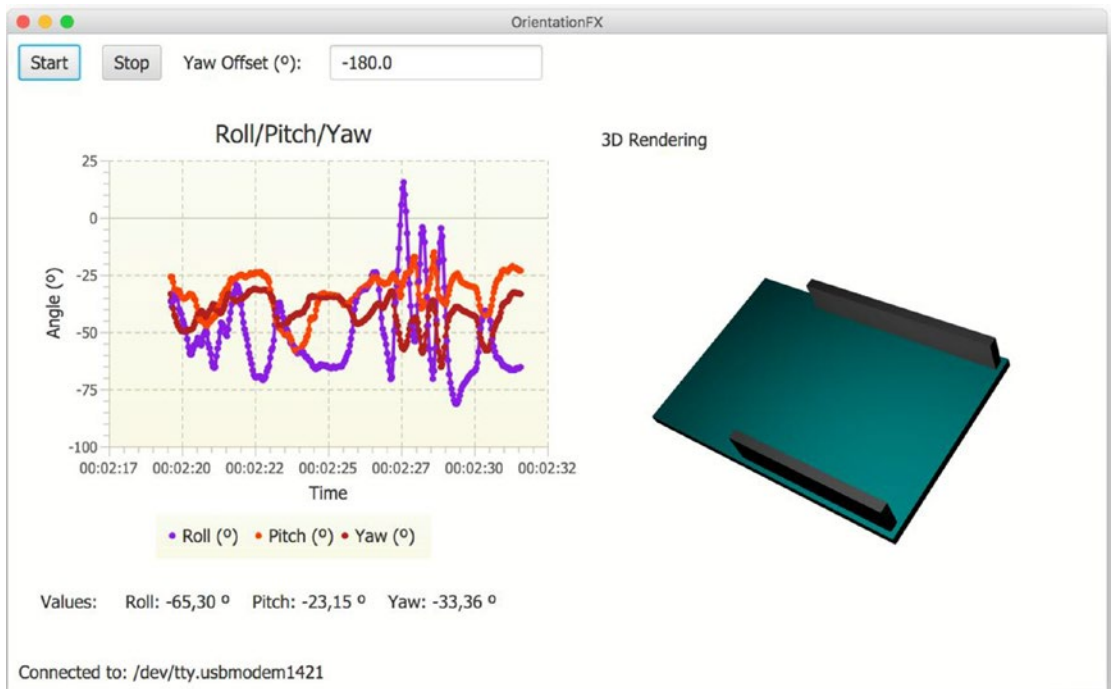 OrientationFX
Start Stop Yaw Offset (º): -180.0
Roll/Pitch/Yaw
3D Rendering
25
0
-25
-50
-75
-100
Angle (º)
00:02:17 00:02:20 00:02:22 00:02:25 00:02:27 00:02:30 00:02:32
Time
Roll (º) Pitch (º) Yaw (º)
Values: Roll: -65,30 º Pitch: -23,15 º Yaw: -33,36 º
Connected to: /dev/tty.usbmodem1421